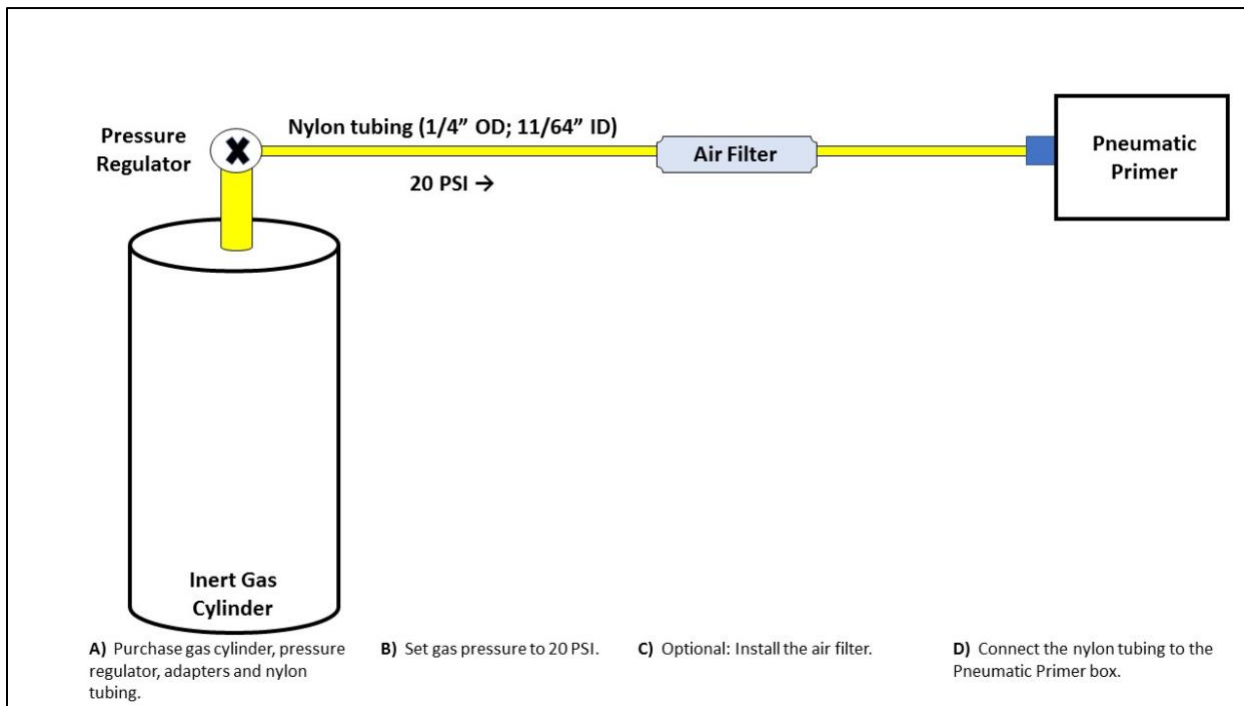 Pressure
Regulator
Nylon tubing (1/4” OD; 11/64” ID)
20 PSI →
Air Filter
Pneumatic
Primer
Inert Gas
Cylinder
A) Purchase gas cylinder, pressure
regulator, adapters and nylon
tubing.
B) Set gas pressure to 20 PSI.
C) Optional: Install the air filter.
D) Connect the nylon tubing to the
Pneumatic Primer box.